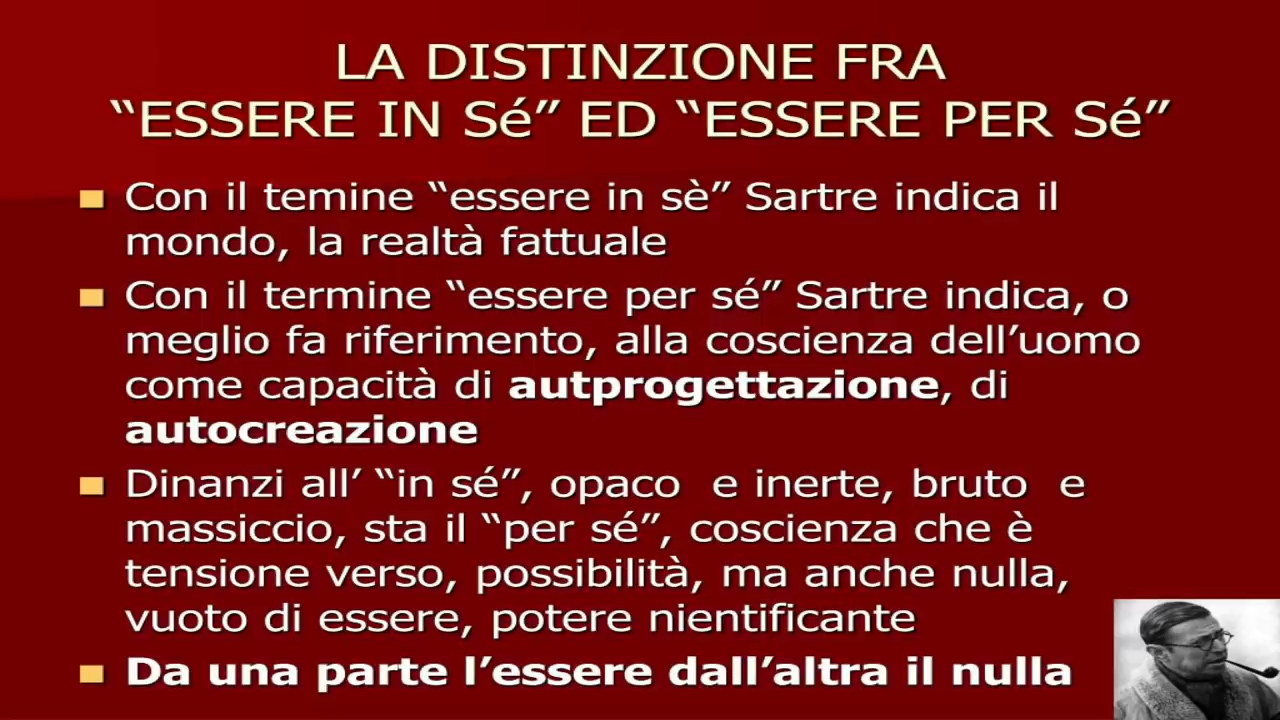 LA DISTINZIONE FRA
“ESSERE IN Sé” ED “ESSERE PER Sé”
Con il temine “essere in sè” Sartre indica il
mondo, la realtà fattuale
Con il termine “essere per sé” Sartre indica, o
meglio fa riferimento, alla coscienza dell’uomo
come capacità di autprogettazione, di
autocreazione
Dinanzi all’ “in sé”, opaco e inerte, bruto e
massiccio, sta il “per sé”, coscienza che è
tensione verso, possibilità, ma anche nulla,
vuoto di essere, potere nientificante
Da una parte l’essere dall’altra il nulla